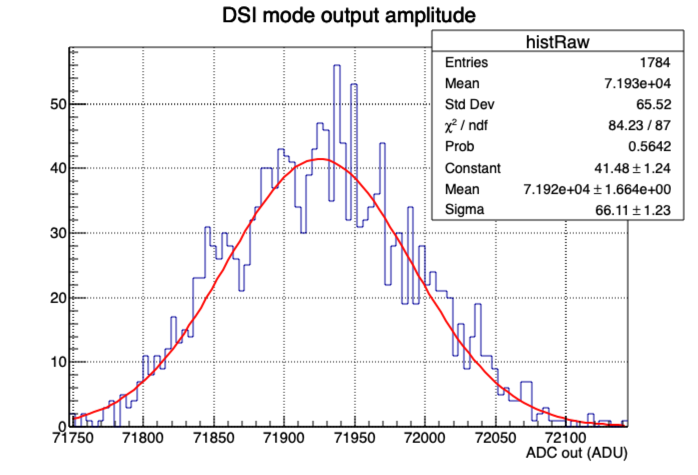 DSI mode output amplitude
histRaw
Entries 1784
Mean 7.193e+04
Std Dev 65.52
χ² / ndf 84.23 / 87
Prob 0.5642
Constant 41.48 ± 1.24
Mean 7.192e+04 ± 1.664e+00
Sigma 66.11 ± 1.23
50
40
30
20
10
0
71750 71800 71850 71900 71950 72000 72050 72100
ADC out (ADU)